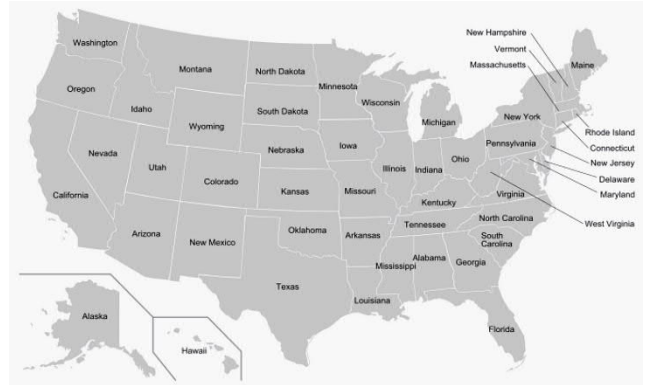 New Hampshire
Vermont
Massachusetts
Washington
Montana
North Dakota
Minnesota
Maine
Oregon
Idaho
Wyoming
South Dakota
Wisconsin
Michigan
New York
Rhode Island
Connecticut
New Jersey
Delaware
Maryland
West Virginia
Nevada
Utah
Colorado
Nebraska
Iowa
Illinois
Indiana
Ohio
Pennsylvania
California
Kansas
Missouri
Kentucky
Virginia
Arizona
New Mexico
Oklahoma
Arkansas
Tennessee
North Carolina
South
Carolina
Texas
Louisiana
Mississippi
Alabama
Georgia
Florida
Alaska
Hawaii